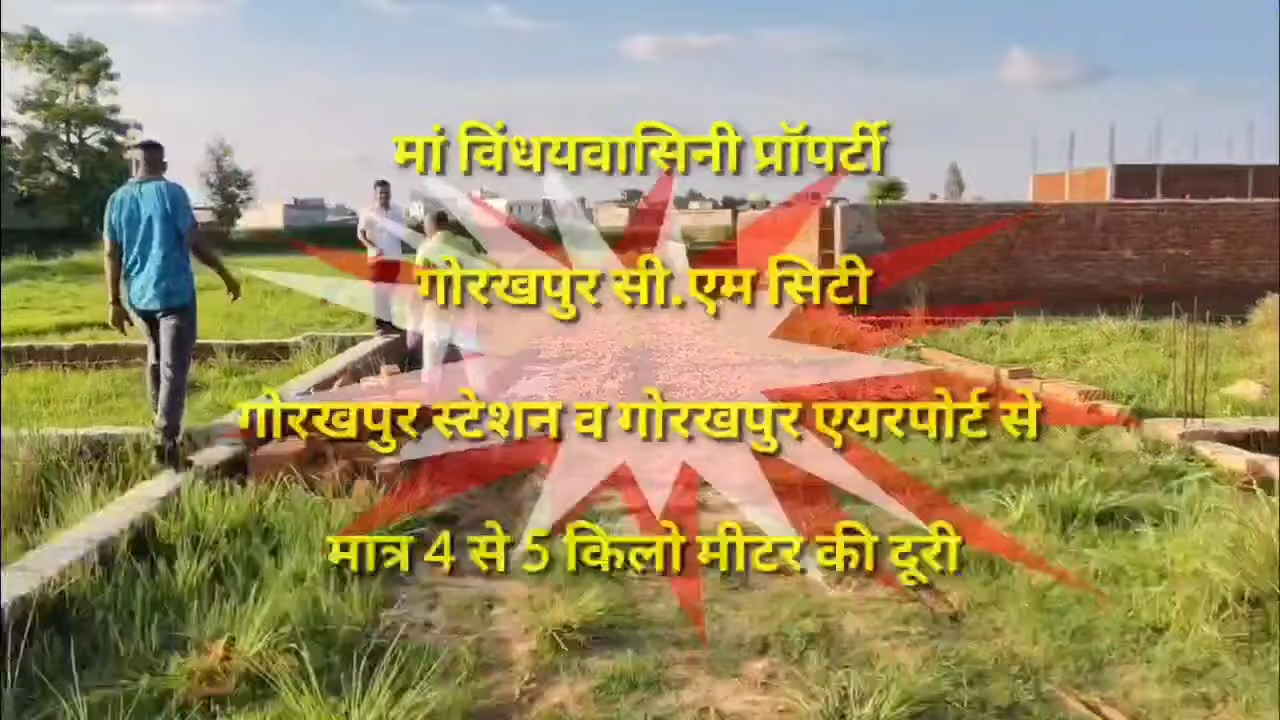 मां विंधयवासिनी प्रॉपर्टी
गोरखपुर सी.एम सिटी
गोरखपुर स्टेशन व गोरखपुर एयरपोर्ट से
मात्र 4 से 5 किलो मीटर की दूरी